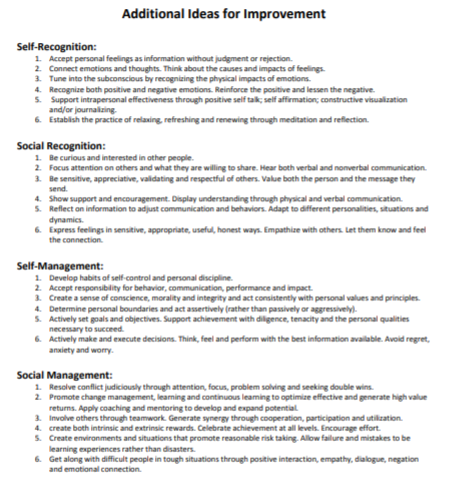 Additional Ideas for Improvement
Self-Recognition:
1. Accept personal feelings as information without judgment or rejection.
2. Connect emotions and thoughts. Think about the causes and impacts of feelings.
3. Tune into the subconscious by recognizing the physical impacts of emotions.
4. Recognize both positive and negative emotions. Reinforce the positive and lessen the negative.
5. Support intrapersonal effectiveness through positive self talk; self affirmation; constructive visualization
and/or journalizing.
6. Establish the practice of relaxing, refreshing and renewing through meditation and reflection.
Social Recognition:
1. Be curious and interested in other people.
2. Focus attention on others and what they are willing to share. Hear both verbal and nonverbal communication.
3. Be sensitive, appreciative, validating and respectful of others. Value both the person and the message they
send.
4. Show support and encouragement. Display understanding through physical and verbal communication.
5. Reflect on information to adjust communication and behaviors. Adapt to different personalities, situations and
dynamics.
6. Express feelings in sensitive, appropriate, useful, honest ways. Empathize with others. Let them know and feel
the connection.
Self-Management:
1. Develop habits of self-control and personal discipline.
2. Accept responsibility for behavior, communication, performance and impact.
3. Create a sense of conscience, morality and integrity and act consistently with personal values and principles.
4. Determine personal boundaries and act assertively (rather than passively or aggressively).
5. Actively set goals and objectives. Support achievement with diligence, tenacity and the personal qualities
necessary to succeed.
6. Actively make and execute decisions. Think, feel and perform with the best information available. Avoid regret,
anxiety and worry.
Social Management:
1. Resolve conflict judiciously through attention, focus, problem solving and seeking double wins.
2. Promote change management, learning and continuous learning to optimize effective and generate high value
returns. Apply coaching and mentoring to develop and expand potential.
3. Involve others through teamwork. Generate synergy through cooperation, participation and utilization.
4. create both intrinsic and extrinsic rewards. Celebrate achievement at all levels. Encourage effort.
5. Create environments and situations that promote reasonable risk taking. Allow failure and mistakes to be
learning experiences rather than disasters.
6. Get along with difficult people in tough situations through positive interaction, empathy, dialogue, negation
and emotional connection.